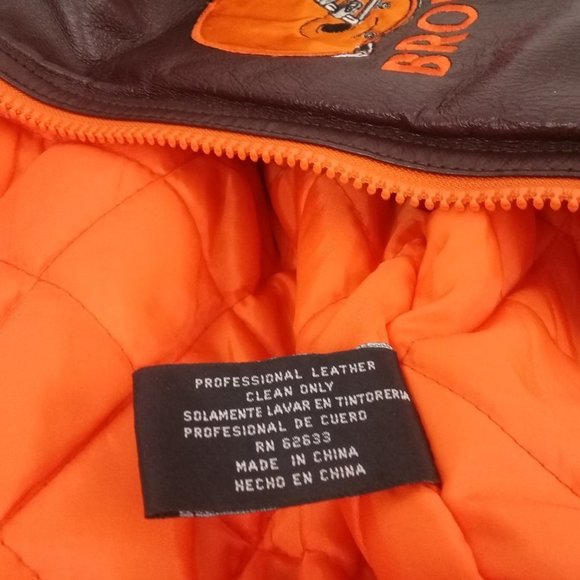 BRO
PROFESSIONAL LEATHER
CLEAN ONLY
SOLAMENTE LAVAR EN TINTORERIA
PROFESIONAL DE CUERO
RN 62633
MADE IN CHINA
HECHO EN CHINA